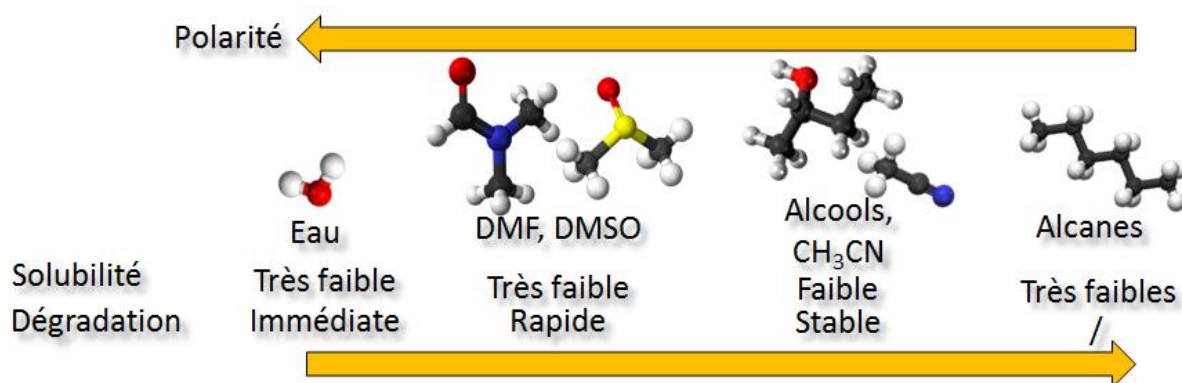 Polarité
Eau
DMF, DMSO
Alcools,
CH₃CN
Alcanes
Solubilité Très faible Très faible Faible Très faibles
Dégradation Immédiate Rapide Stable /